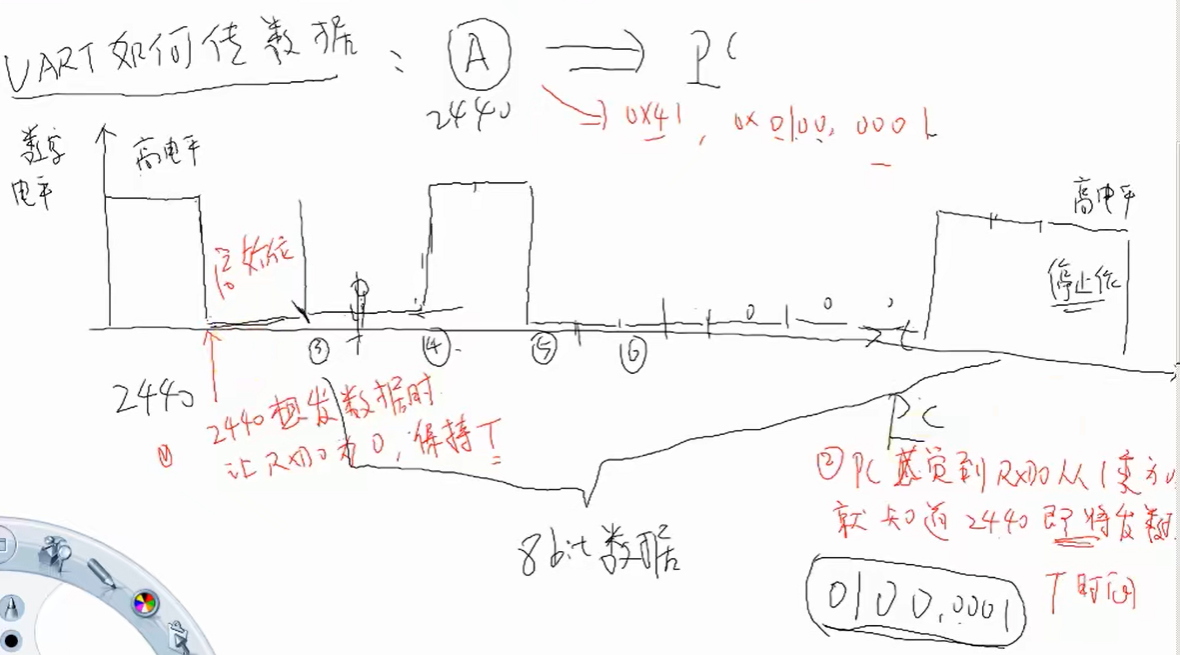 UART如何传数据：
A ⇒ PC
2440
⇒ 0x41, 0x 0100, 0001
数字
电平
高电平
起始位
高电平
停止位
0 0
③ ④ ⑤ ⑥
2440
① 2440想发数据时
让RXD0为0, 保持T
8bit数据
PC
② PC感觉到RXD0从1变为0
就知道2440即将发数
T时间
0100,0001